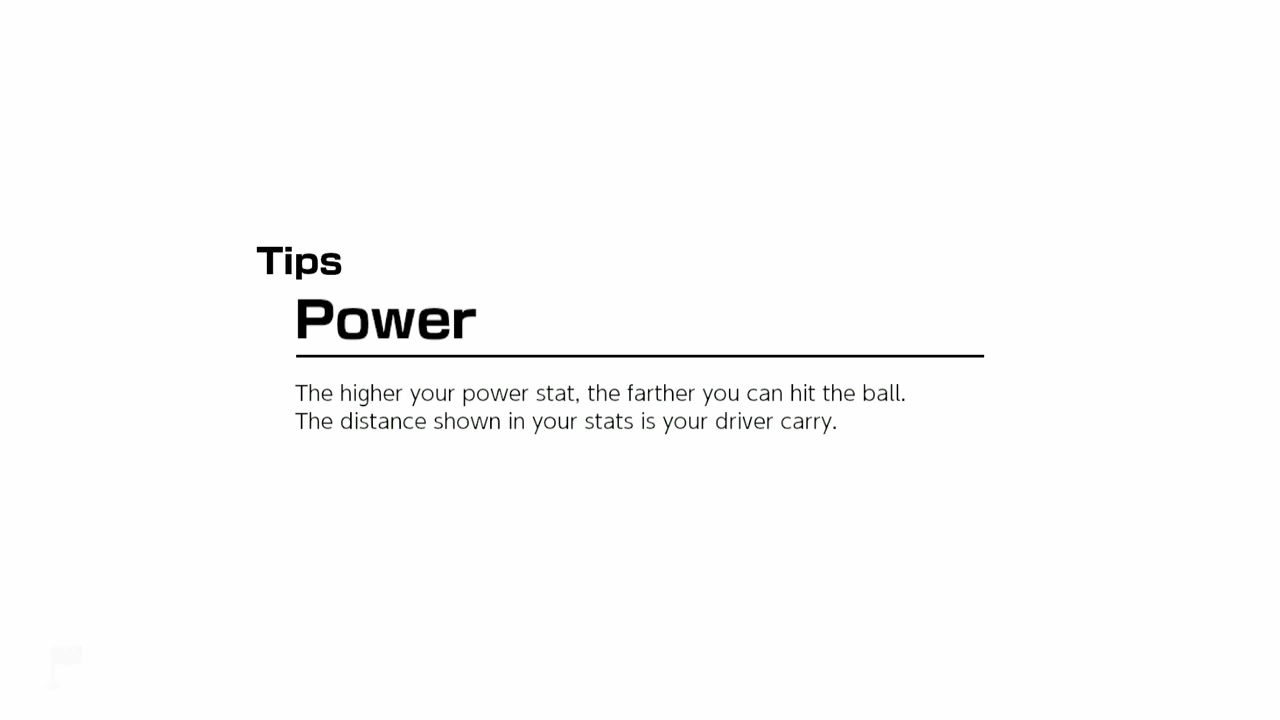 Tips
Power
The higher your power stat, the farther you can hit the ball.
The distance shown in your stats is your driver carry.